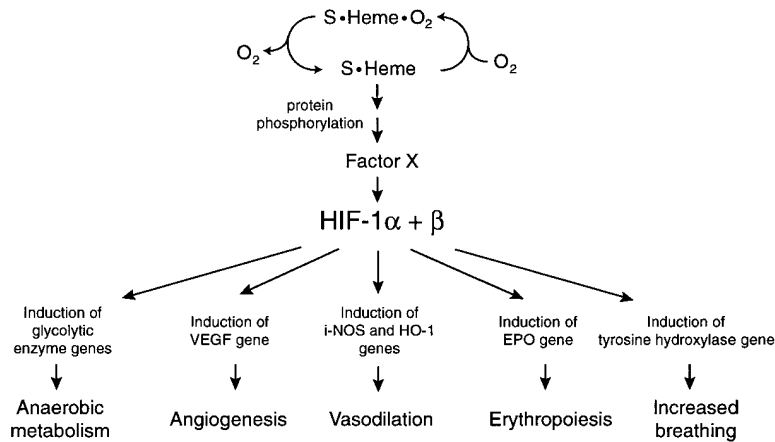 S•Heme•O₂
O₂
S•Heme
O₂
protein
phosphorylation
Factor X
HIF-1α + β
Induction of
glycolytic
enzyme genes
Induction of
VEGF gene
Induction of
i-NOS and HO-1
genes
Induction of
EPO gene
Induction of
tyrosine hydroxylase gene
Anaerobic
metabolism
Angiogenesis
Vasodilation
Erythropoiesis
Increased
breathing